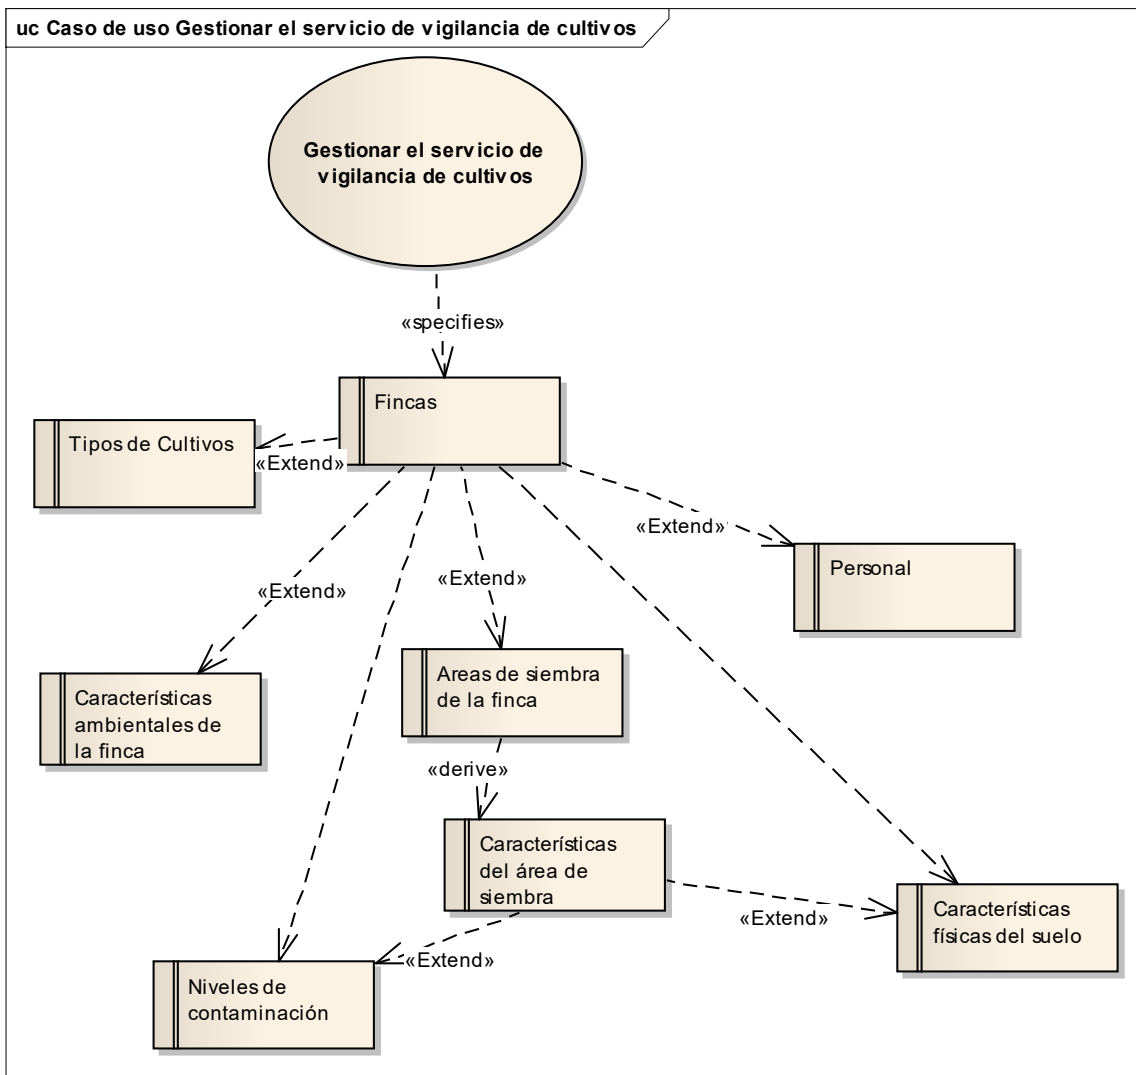 uc Caso de uso Gestionar el servicio de vigilancia de cultivos
Gestionar el servicio de
vigilancia de cultivos
«specifies»
Fincas
Tipos de Cultivos
«Extend»
«Extend»
Personal
«Extend»
«Extend»
Características
ambientales de
la finca
Areas de siembra
de la finca
«derive»
Características
del área de
siembra
«Extend»
Características
físicas del suelo
«Extend»
Niveles de
contaminación